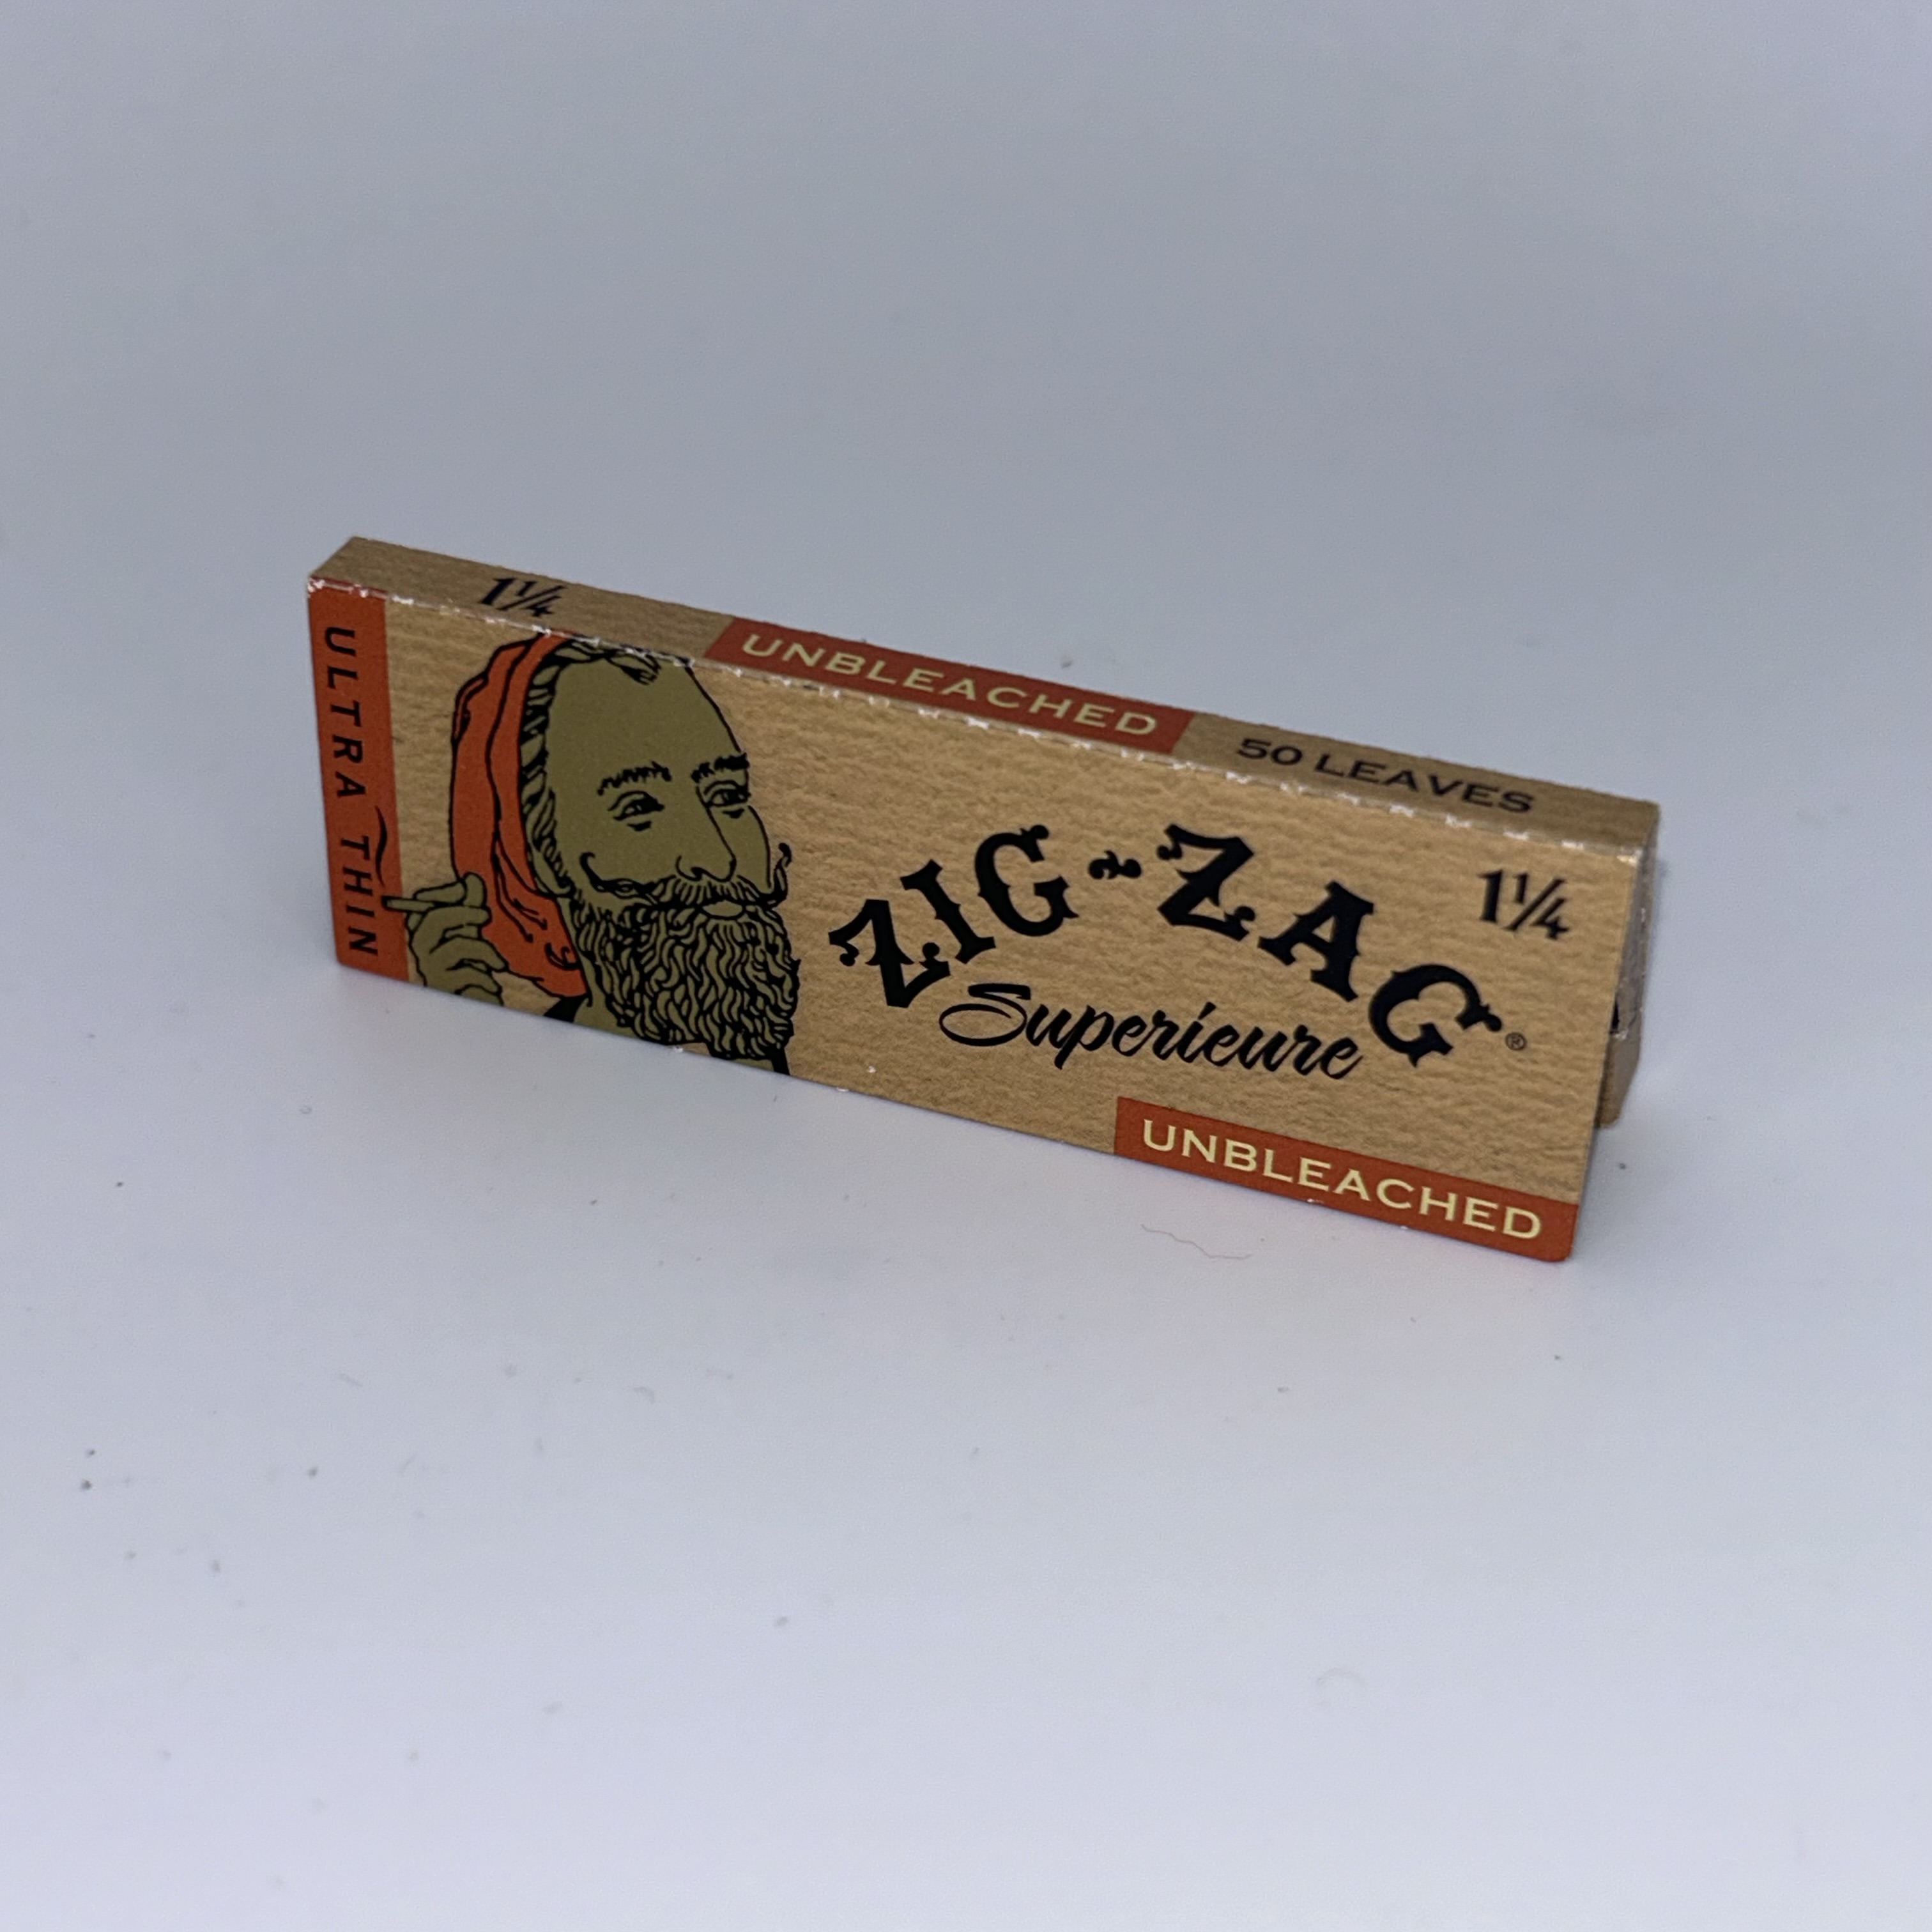 1¼
UNBLEACHED
50 LEAVES
ULTRA THIN
ZIG-ZAG®
Superieure
1¼
UNBLEACHED